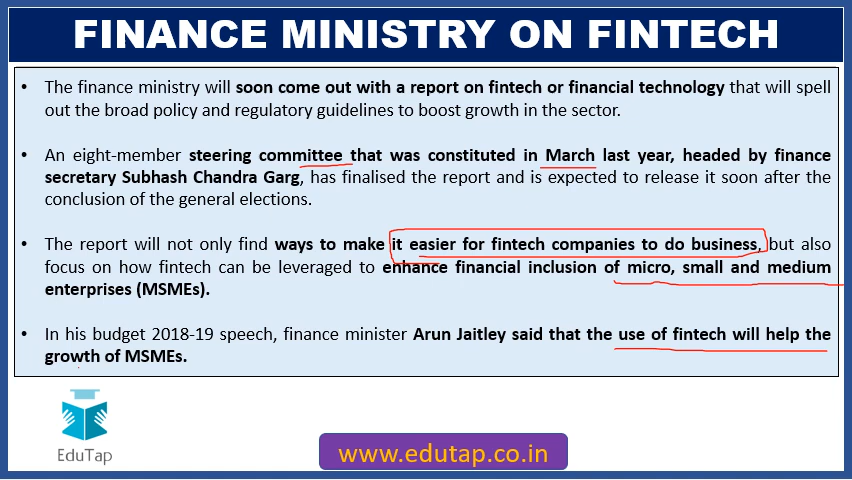 FINANCE MINISTRY ON FINTECH
• The finance ministry will soon come out with a report on fintech or financial technology that will spell
out the broad policy and regulatory guidelines to boost growth in the sector.
• An eight-member steering committee that was constituted in March last year, headed by finance
secretary Subhash Chandra Garg, has finalised the report and is expected to release it soon after the
conclusion of the general elections.
• The report will not only find ways to make it easier for fintech companies to do business, but also
focus on how fintech can be leveraged to enhance financial inclusion of micro, small and medium
enterprises (MSMEs).
• In his budget 2018-19 speech, finance minister Arun Jaitley said that the use of fintech will help the
growth of MSMEs.
EduTap
www.edutap.co.in